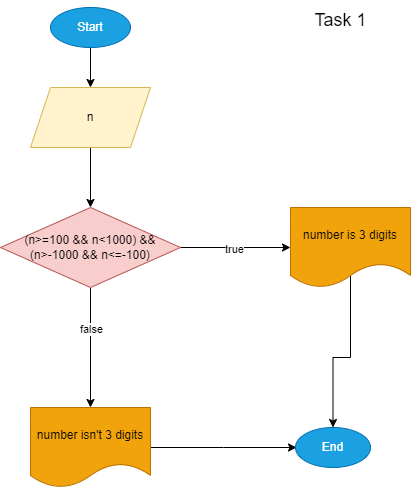 Start
Task 1
n
(n>=100 && n<1000) &&
(n>-1000 && n<=-100)
true
number is 3 digits
false
number isn't 3 digits
End